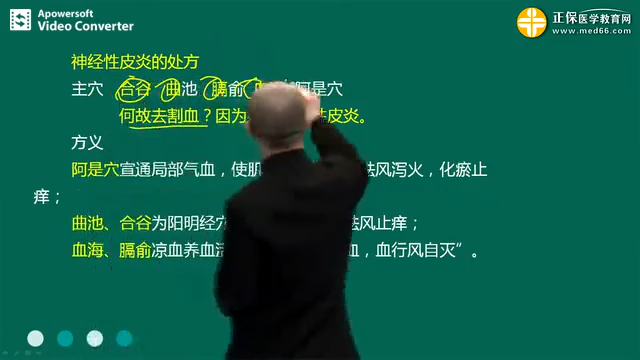 Apowersoft
Video Converter
正保医学教育网
www.med66.com
神经性皮炎的处方
主穴 合谷 曲池 膈俞 阿是穴
何故去割血？因为 性皮炎。
方义
阿是穴宣通局部气血，使肌 祛风泻火，化瘀止
痒；
曲池、合谷为阳明经穴 祛风止痒；
血海、膈俞凉血养血活 血，血行风自灭”。